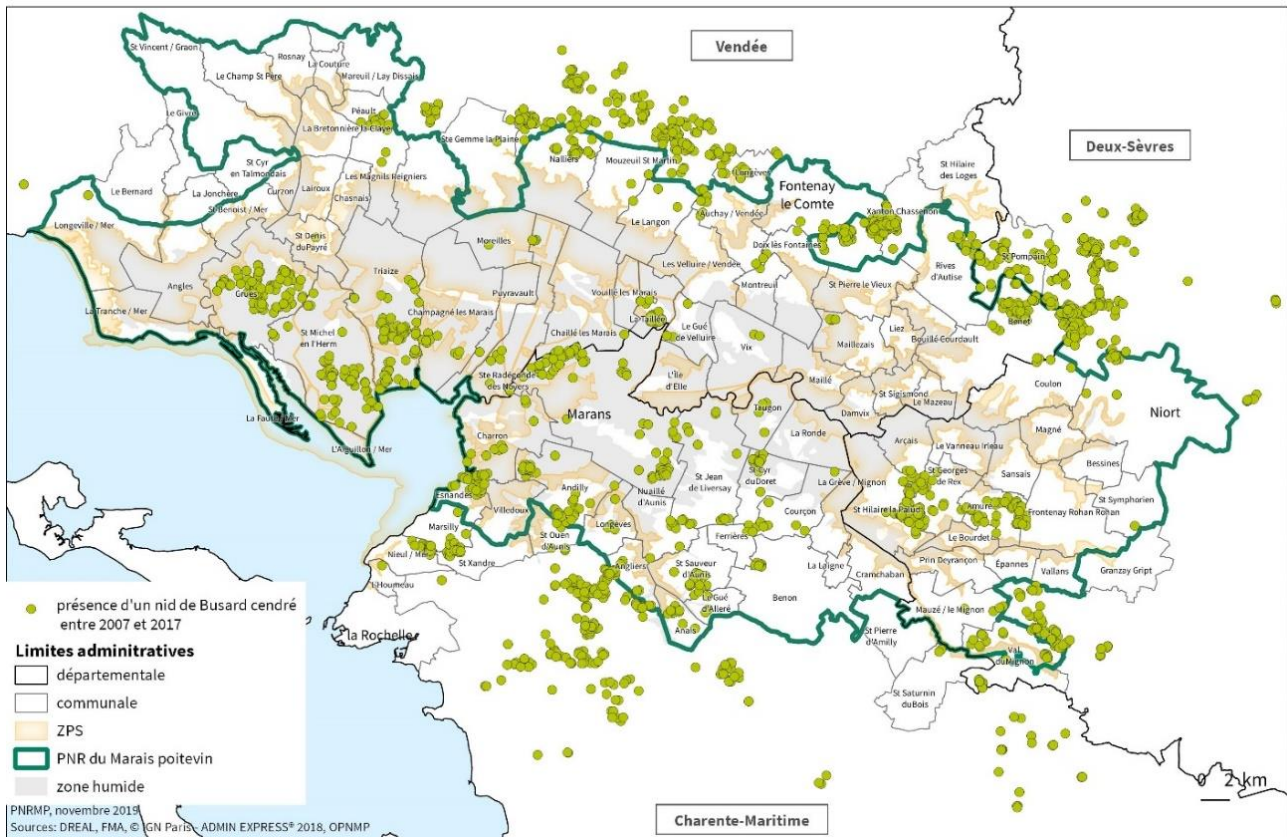 Vendée
Deux-Sèvres
Charente-Maritime
St Vincent / Graon
Rosnay
La Couture
Le Champ St Père
Mareuil / Lay Dissais
Le Givre
Péault
La Bretonnière la Claye
Ste Gemme la Plaine
St Cyr
en Talmondais
Nalliers
Mouzeuil St Martin
Longèves
St Hilaire
des Loges
Fontenay
le Comte
Le Bernard
La Jonchère
Curzon
Lairoux
Les Magnils Reigniers
Chasnais
Auchay / Vendée
Xanton Chassenon
St Benoist / Mer
Longeville / Mer
Le Langon
St Denis
du Payré
Moreilles
Doix lès Fontaines
St Pompain
Rives
d'Autise
Les Velluire / Vendée
Triaize
Angles
Grues
Puyravault
Vouillé les Marais
Montreuil
St Pierre le Vieux
La Tranche / Mer
Champagné les Marais
La Taillée
Benet
St Michel
en l'Herm
Chaillé les Marais
Le Gué
de Velluire
Vix
Liez
Maillezais
Bouillé Courdault
Ste Radégonde
des Noyers
L'Île
d'Elle
Maillé
St Sigismond
Coulon
Le Mazeau
Damvix
La Faute / Mer
Marans
Taugon
Magné
Niort
L'Aiguillon / Mer
Charron
La Ronde
Arçais
Le Vanneau Irleau
Bessines
Sansais
St Georges
de Rex
Esnandes
Andilly
Nuaillé
d'Aunis
St Jean
de Liversay
St Cyr
du Doret
La Grève / Mignon
St Symphorien
Villedoux
Courçon
St Hilaire la Palud
Amuré
Frontenay Rohan Rohan
Marsilly
Longèves
St Ouen
d'Aunis
Ferrières
Le Bourdet
Nieul / Mer
St Xandre
Angliers
St Sauveur
d'Aunis
La Laigne
Prin Deyrançon
Épannes
Vallans
Granzay Gript
L'Houmeau
Cramchaban
Le Gué
d'Alleré
Benon
Mauzé / le Mignon
la Rochelle
Anais
St Pierre
d'Amilly
Val
du Mignon
St Saturnin
du Bois
présence d'un nid de Busard cendré
entre 2007 et 2017
Limites adminitratives
départementale
communale
ZPS
PNR du Marais poitevin
zone humide
0 2 km
PNRMP, novembre 2019
Sources: DREAL, FMA, © IGN Paris - ADMIN EXPRESS® 2018, OPNMP